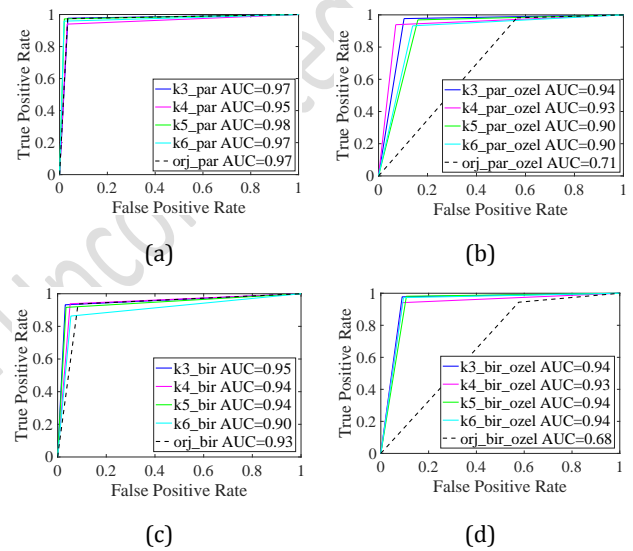 1
0.8
0.6
0.4
0.2
0
True Positive Rate
k3_par AUC=0.97
k4_par AUC=0.95
k5_par AUC=0.98
k6_par AUC=0.97
orj_par AUC=0.97
0 0.2 0.4 0.6 0.8 1
False Positive Rate
(a)
1
0.8
0.6
0.4
0.2
0
True Positive Rate
k3_par_ozel AUC=0.94
k4_par_ozel AUC=0.93
k5_par_ozel AUC=0.90
k6_par_ozel AUC=0.90
orj_par_ozel AUC=0.71
0 0.2 0.4 0.6 0.8 1
False Positive Rate
(b)
1
0.8
0.6
0.4
0.2
0
True Positive Rate
k3_bir AUC=0.95
k4_bir AUC=0.94
k5_bir AUC=0.94
k6_bir AUC=0.90
orj_bir AUC=0.93
0 0.2 0.4 0.6 0.8 1
False Positive Rate
(c)
1
0.8
0.6
0.4
0.2
0
True Positive Rate
k3_bir_ozel AUC=0.94
k4_bir_ozel AUC=0.93
k5_bir_ozel AUC=0.94
k6_bir_ozel AUC=0.94
orj_bir_ozel AUC=0.68
0 0.2 0.4 0.6 0.8 1
False Positive Rate
(d)